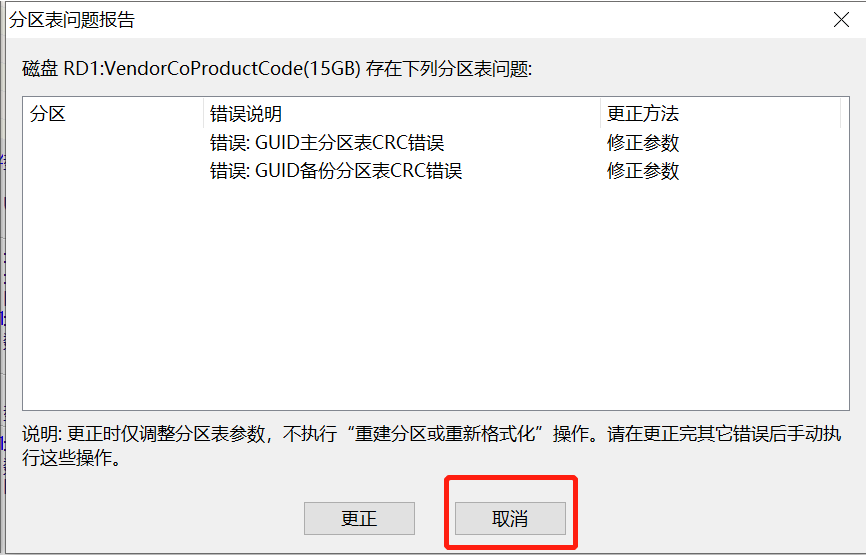 分区表问题报告
磁盘 RD1:VendorCoProductCode(15GB) 存在下列分区表问题:
分区 错误说明 更正方法
错误: GUID主分区表CRC错误 修正参数
错误: GUID备份分区表CRC错误 修正参数
说明: 更正时仅调整分区表参数，不执行“重建分区或重新格式化”操作。请在更正完其它错误后手动执
行这些操作。
更正 取消